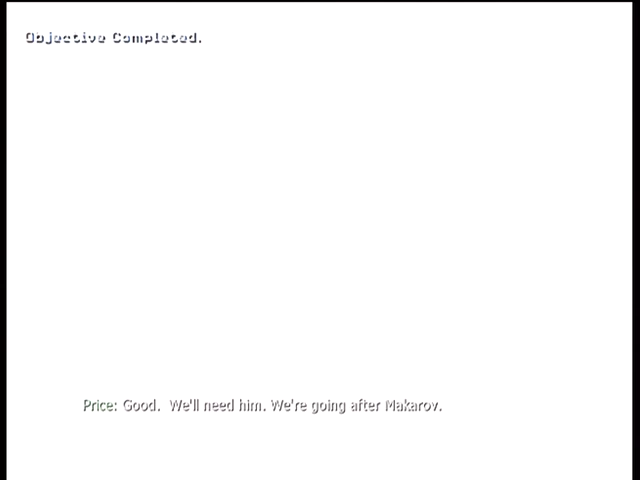 Objective Completed.
Price: Good.  We'll need him. We're going after Makarov.